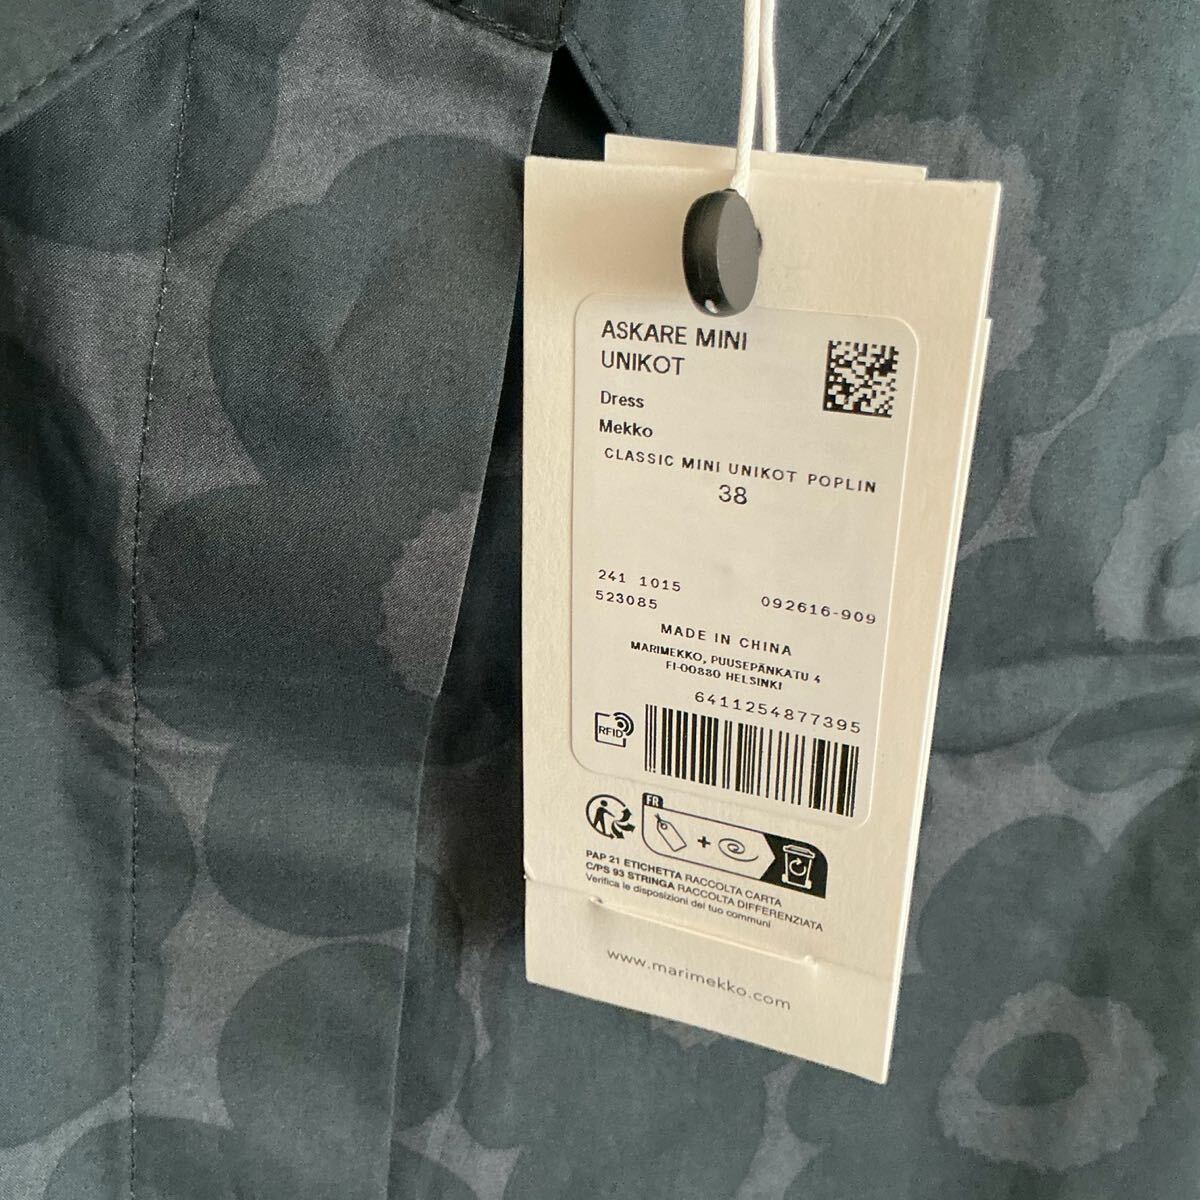 ASKARE MINI
UNIKOT
Dress
Mekko
CLASSIC MINI UNIKOT POPLIN
38
241 1015
523085
092616-909
MADE IN CHINA
MARIMEKKO, PUUSEPÄNKATU 4
FI-00880 HELSINKI
6411254877395
RFID
FR
+
PAP 21 ETICHETTA RACCOLTA CARTA
C/PS 93 STRINGA RACCOLTA DIFFERENZIATA
Verifica le disposizioni del tuo comune
www.marimekko.com